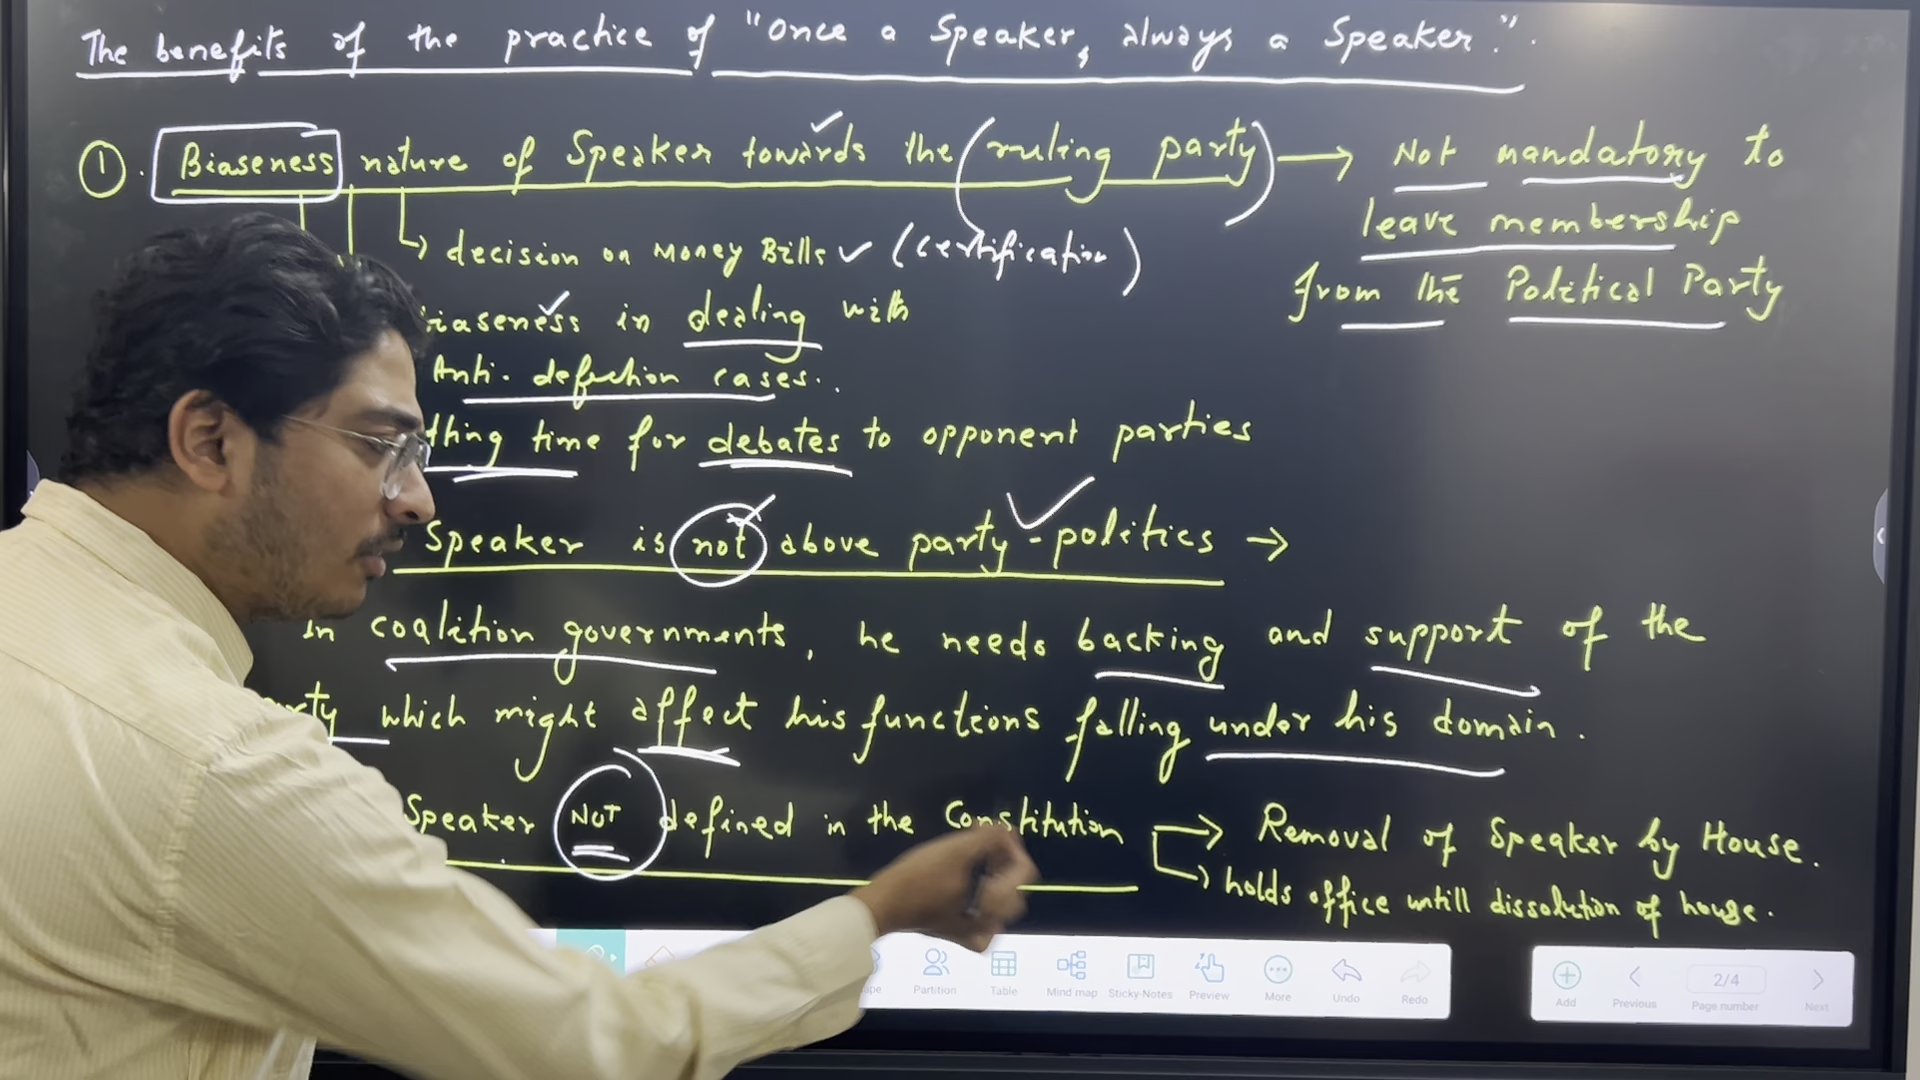 The benefits of the practice of "Once a Speaker, always a Speaker."
① Biaseness nature of Speaker towards the (ruling party) → Not mandatory to
leave membership
from the Political Party
↳ decision on Money Bills ✓ (certification)
iaseness in dealing with
Anti-defection cases.
thing time for debates to opponent parties
Speaker is not above party-politics →
In coalition governments, he needs backing and support of the
rty which might affect his functions falling under his domain.
Speaker NOT defined in the Constitution → Removal of Speaker by House.
↳ holds office untill dissolution of house.
Partition
Table
Mind map
Sticky-Notes
Preview
More
Undo
Redo
Add
Previous
2/4
Page number
Next